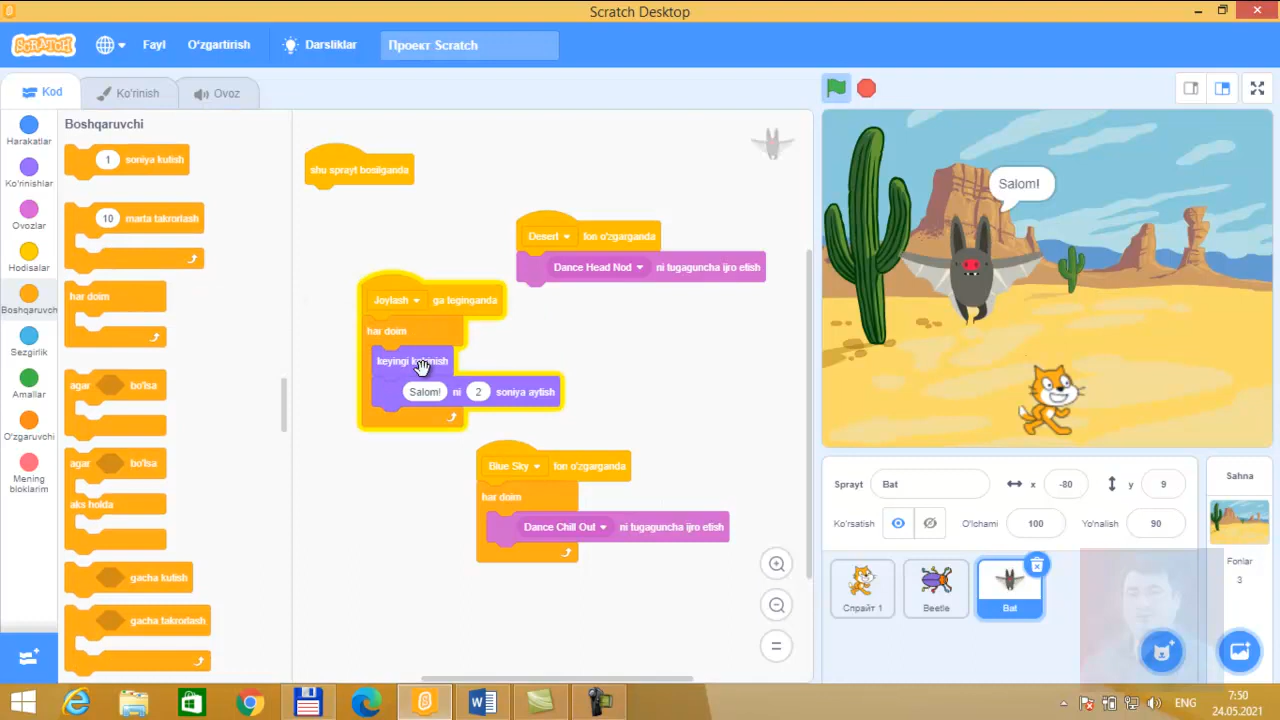 Scratch Desktop
SCRATCH
Fayl
O'zgartirish
Darsliklar
Проект Scratch
Kod
Ko'rinish
Ovoz
Harakatlar
Ko'rinishlar
Ovozlar
Hodisalar
Boshqaruvch
Sezgirlik
Amallar
O'zgaruvchi
Mening
bloklarim
Boshqaruvchi
1 soniya kutish
10 marta takrorlash
har doim
agar bo'lsa
agar bo'lsa
aks holda
gacha kutish
gacha takrorlash
shu sprayt bosilganda
Desert fon o'zgarganda
Dance Head Nod ni tugaguncha ijro etish
Joylash ga teginganda
har doim
keyingi ko'rinish
Salom! ni 2 soniya aytish
Blue Sky fon o'zgarganda
har doim
Dance Chill Out ni tugaguncha ijro etish
Salom!
Sprayt Bat x -80 y 9
Ko'rsatish O'lchami 100 Yo'nalish 90
Спрайт 1
Beetle
Bat
Sahna
Fonlar
3
ENG
7:50
24.05.2021